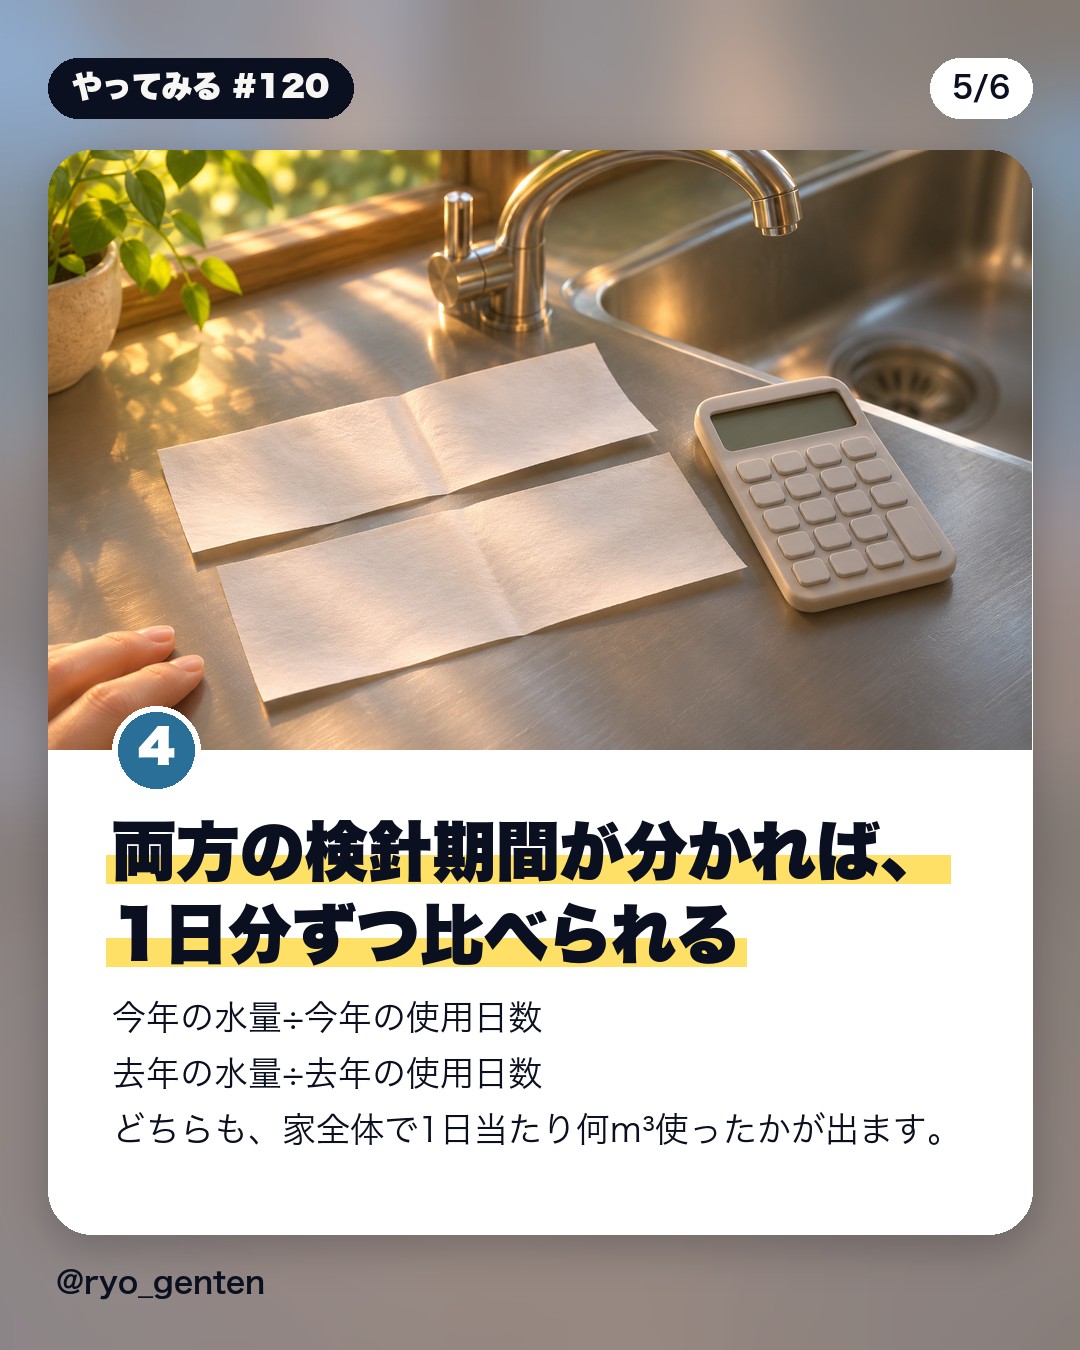 やってみる #120
5/6
4
両方の検針期間が分かれば、
1日分ずつ比べられる
今年の水量÷今年の使用日数
去年の水量÷去年の使用日数
どちらも、家全体で1日当たり何m³使ったかが出ます。
@ryo_genten